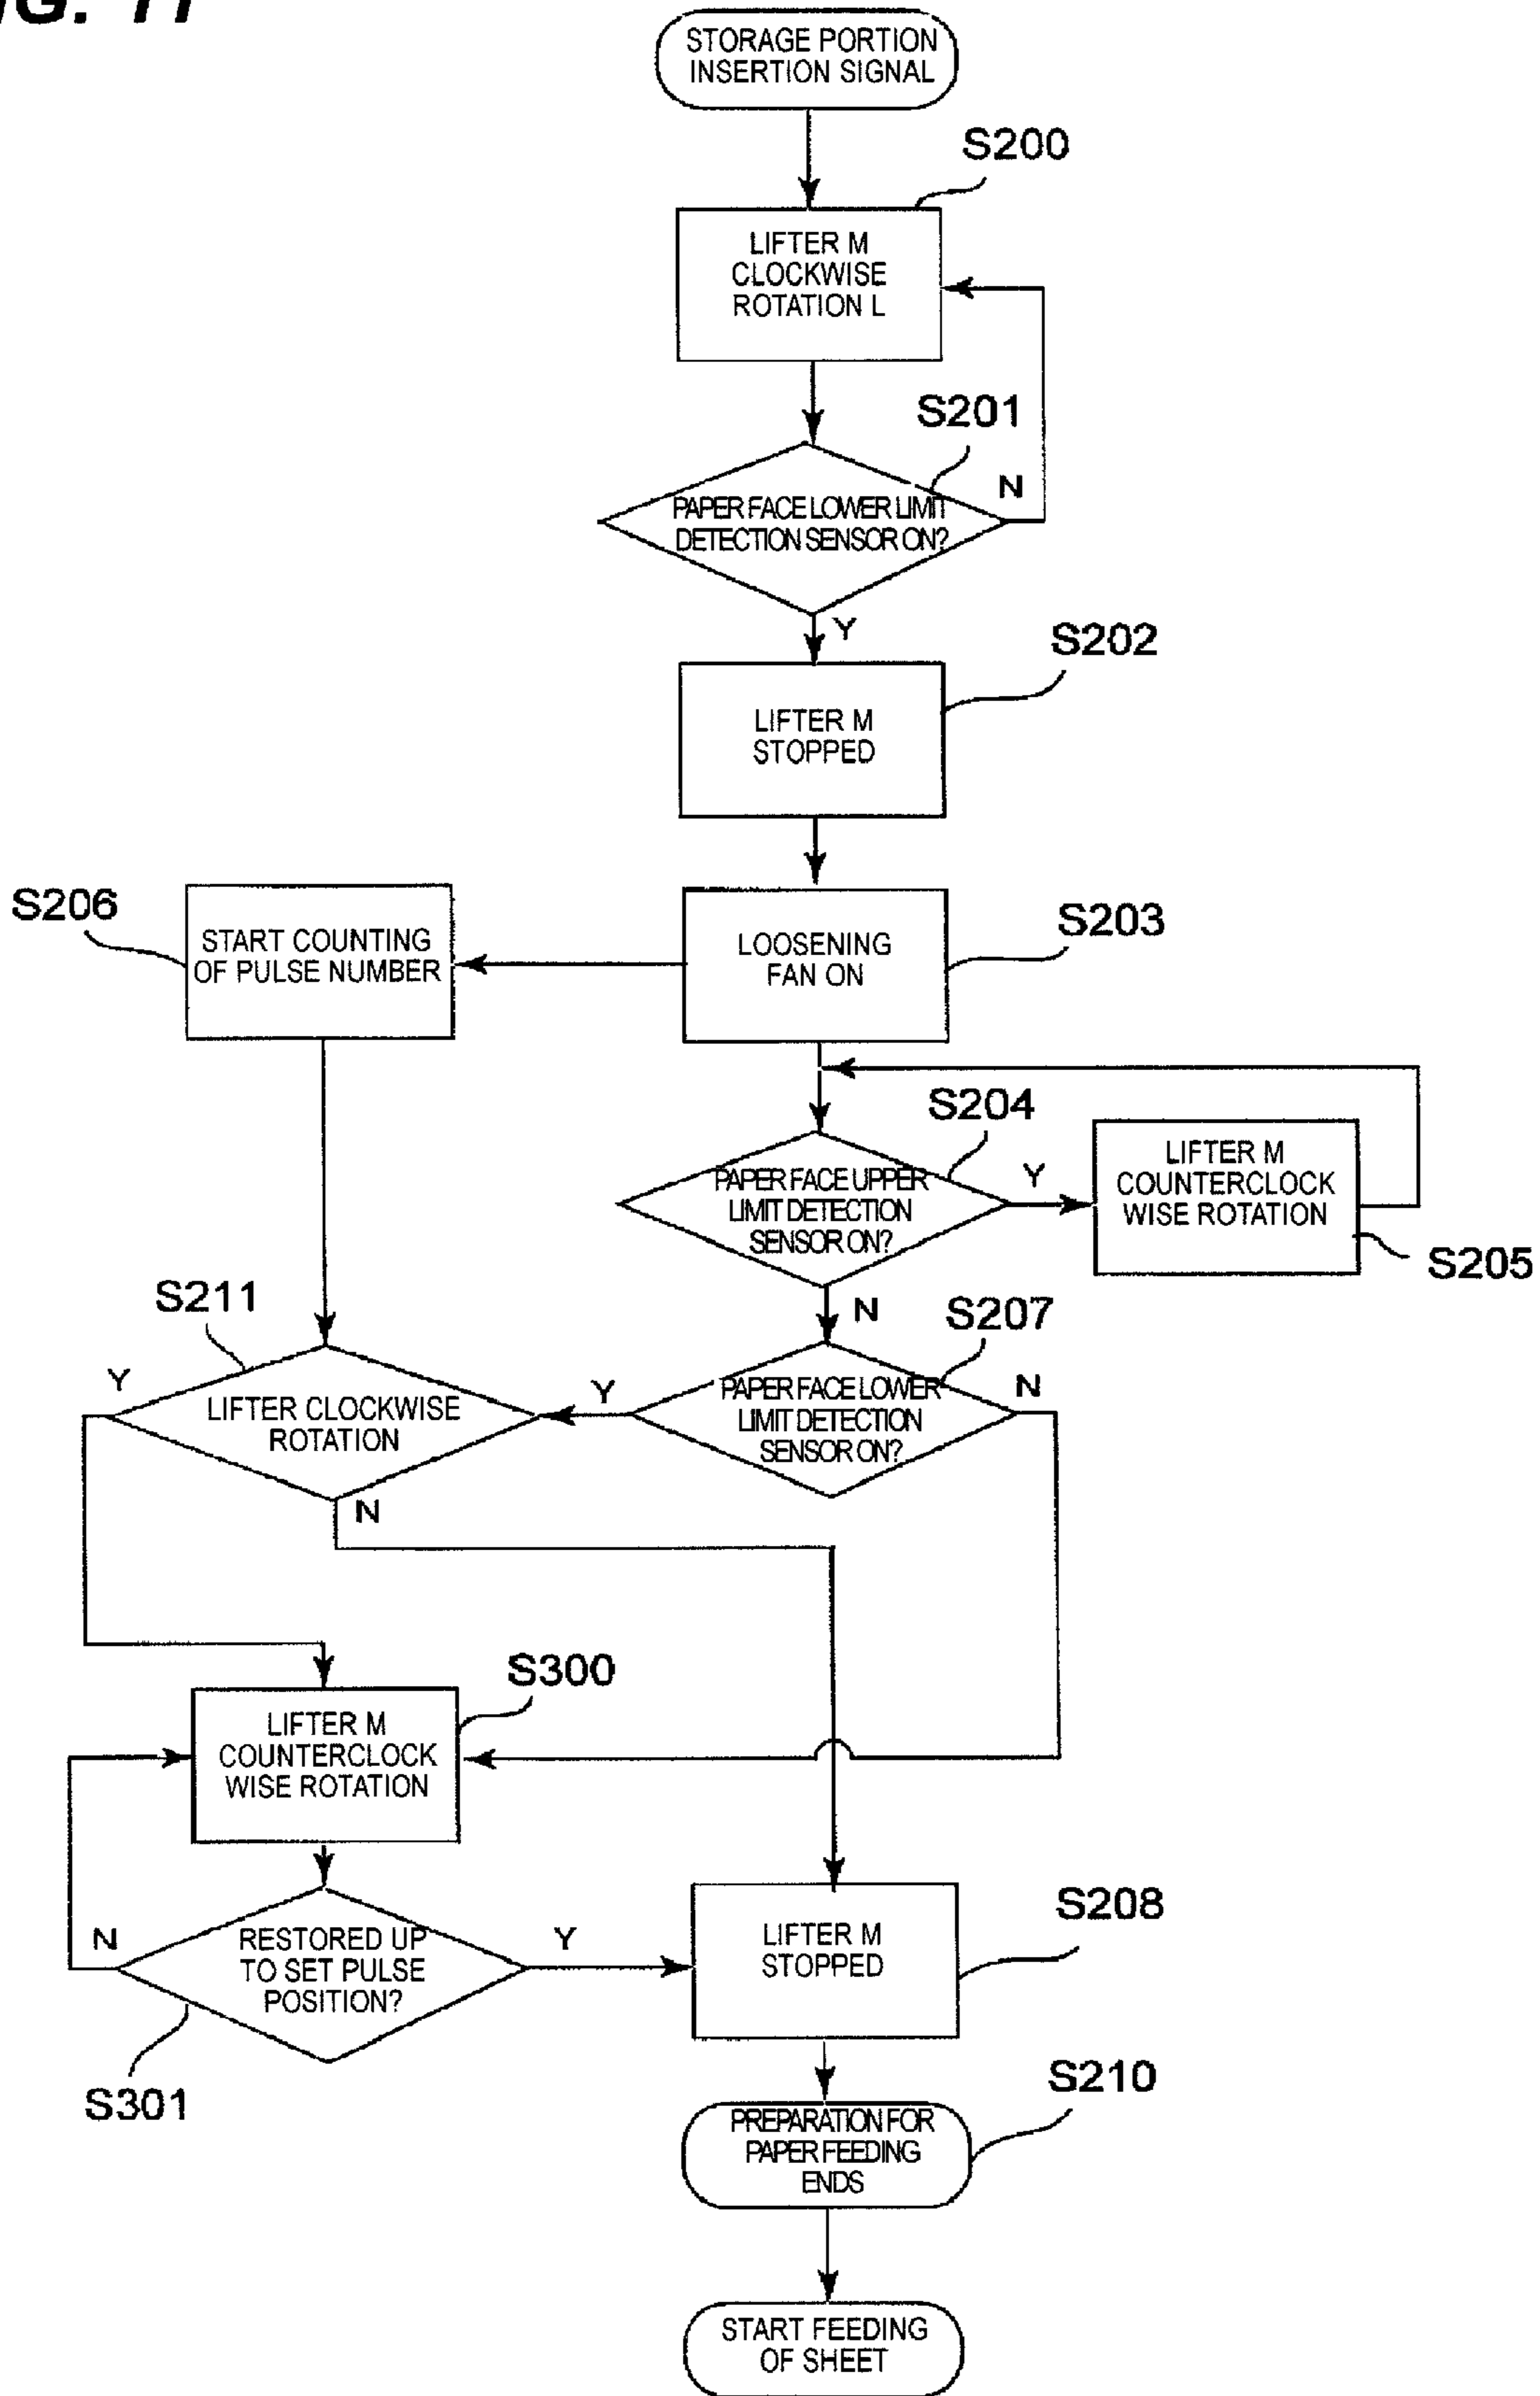 FIG. 11
STORAGE PORTION
INSERTION SIGNAL
S200
LIFTER M
CLOCKWISE
ROTATION L
S201
N
PAPER FACE LOWER LIMIT
DETECTION SENSOR ON?
Y
S202
LIFTER M
STOPPED
S206
START COUNTING
OF PULSE NUMBER
S203
LOOSENING
FAN ON
S204
PAPER FACE UPPER
LIMIT DETECTION
SENSOR ON?
Y
LIFTER M
COUNTERCLOCK
WISE ROTATION
S205
N
S211
Y
LIFTER CLOCKWISE
ROTATION
N
S207
Y
PAPER FACE LOWER
LIMIT DETECTION
SENSOR ON?
N
S300
LIFTER M
COUNTERCLOCK
WISE ROTATION
N
RESTORED UP
TO SET PULSE
POSITION?
Y
S301
S208
LIFTER M
STOPPED
S210
PREPARATION FOR
PAPER FEEDING
ENDS
START FEEDING
OF SHEET